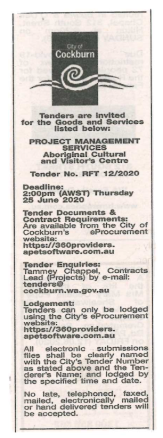 City of
Cockburn
Tenders are invited
for the Goods and Services
listed below:
PROJECT MANAGEMENT
SERVICES
Aboriginal Cultural
and Visitor's Centre
Tender No. RFT 12/2020
Deadline:
2:00pm (AWST) Thursday
25 June 2020
Tender Documents &
Contract Requirements:
Are available from the City of
Cockburn's eProcurement
website:
https://360providers.
apetsoftware.com.au
Tender Enquiries:
Tammey Chappel, Contracts
Lead (Projects) by e-mail:
tenders@
cockburn.wa.gov.au
Lodgement:
Tenders can only be lodged
using the City's eProcurement
website:
https://360providers.
apetsoftware.com.au
All electronic submissions
files shall be clearly named
with the City's Tender Number
as stated above and the Ten-
derer's Name; and lodged by
the specified time and date.
No late, telephoned, faxed,
mailed, electronically mailed
or hand delivered tenders will
be accepted.